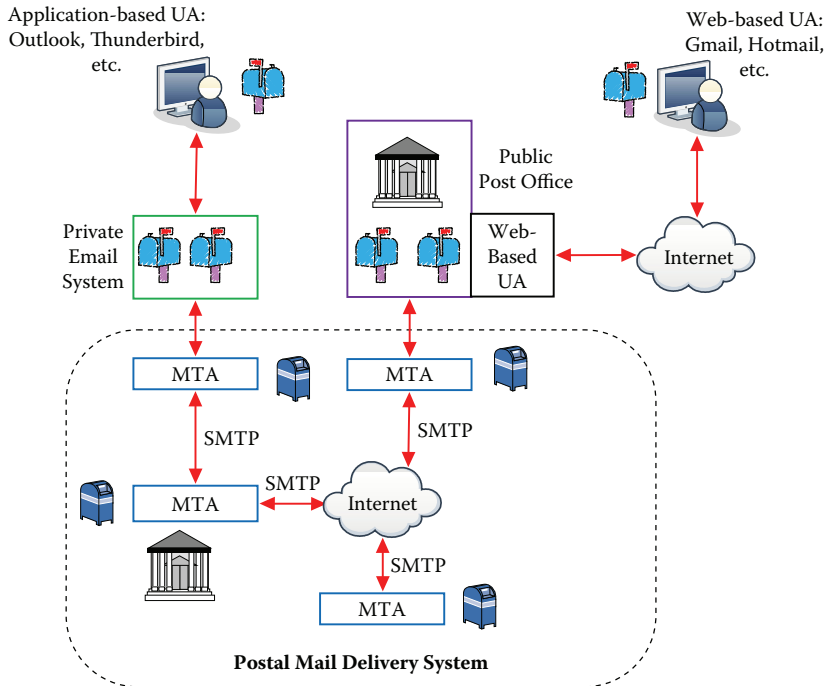 Application-based UA:
Outlook, Thunderbird,
etc.
Web-based UA:
Gmail, Hotmail,
etc.
Public
Post Office
Private
Email
System
Web-
Based
UA
Internet
MTA
MTA
SMTP
SMTP
MTA
SMTP
Internet
SMTP
MTA
Postal Mail Delivery System